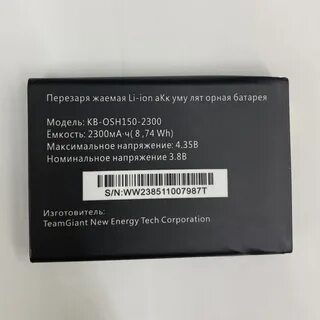 Перезаря жаемая Li-ion аКк уму лят орная батарея
Модель: KB-OSH150-2300
Ёмкость: 2300мА·ч( 8 ,74 Wh)
Максимальное напряжение: 4.35В
Номинальное напряжение 3.8В
S/N:WW238511007987T
Изготовитель:
TeamGiant New Energy Tech Corporation